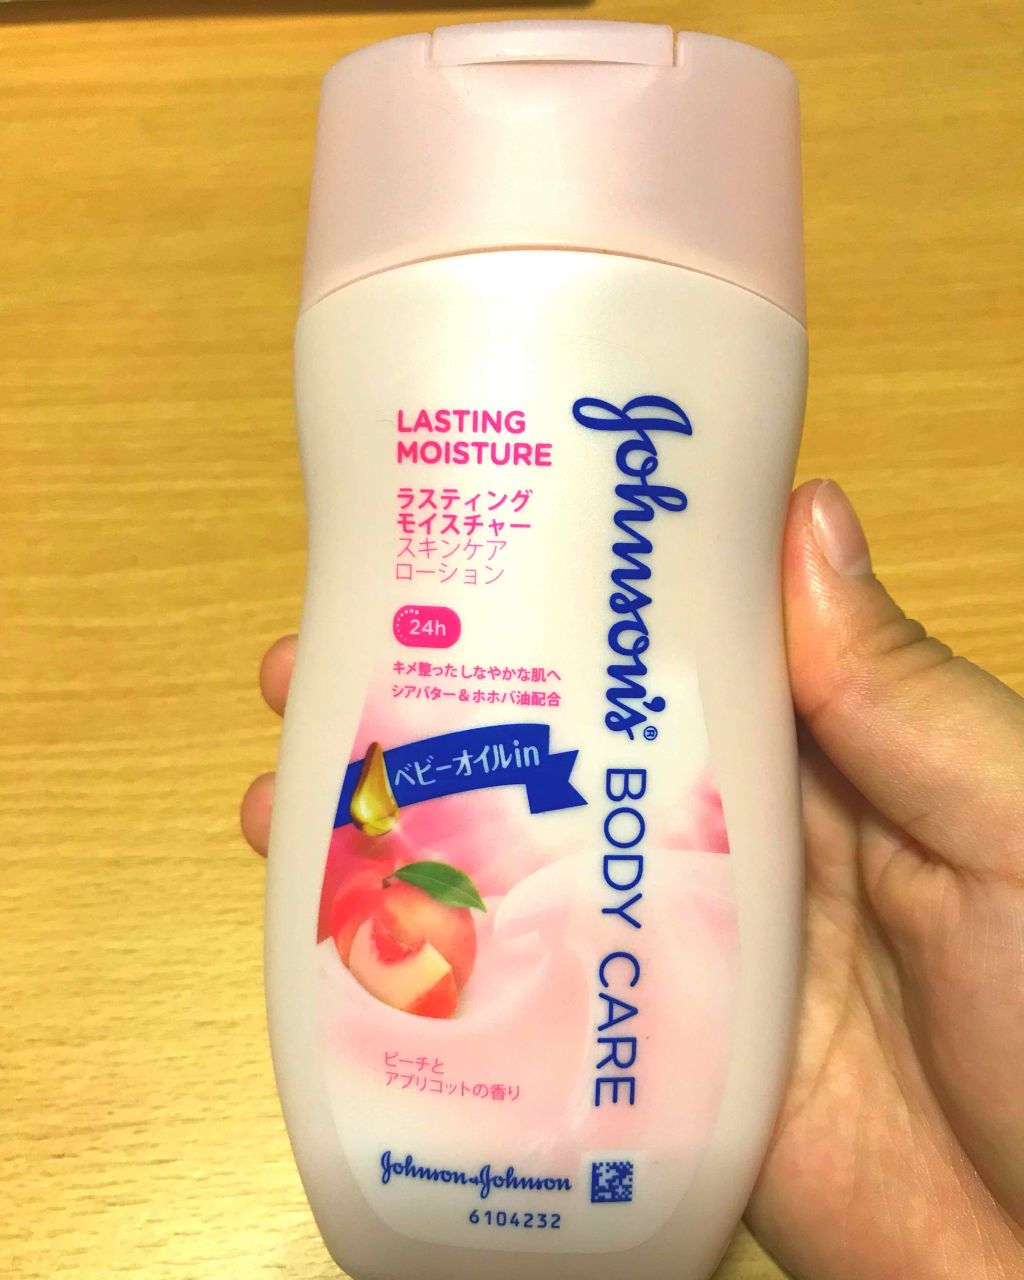 LASTING
MOISTURE
ラスティング
モイスチャー
スキンケア
ローション
24h
キメ整ったしなやかな肌へ
シアバター&ホホバ油配合
ベビーオイルin
Johnson's® BODY CARE
ピーチと
アプリコットの香り
Johnson & Johnson
6104232